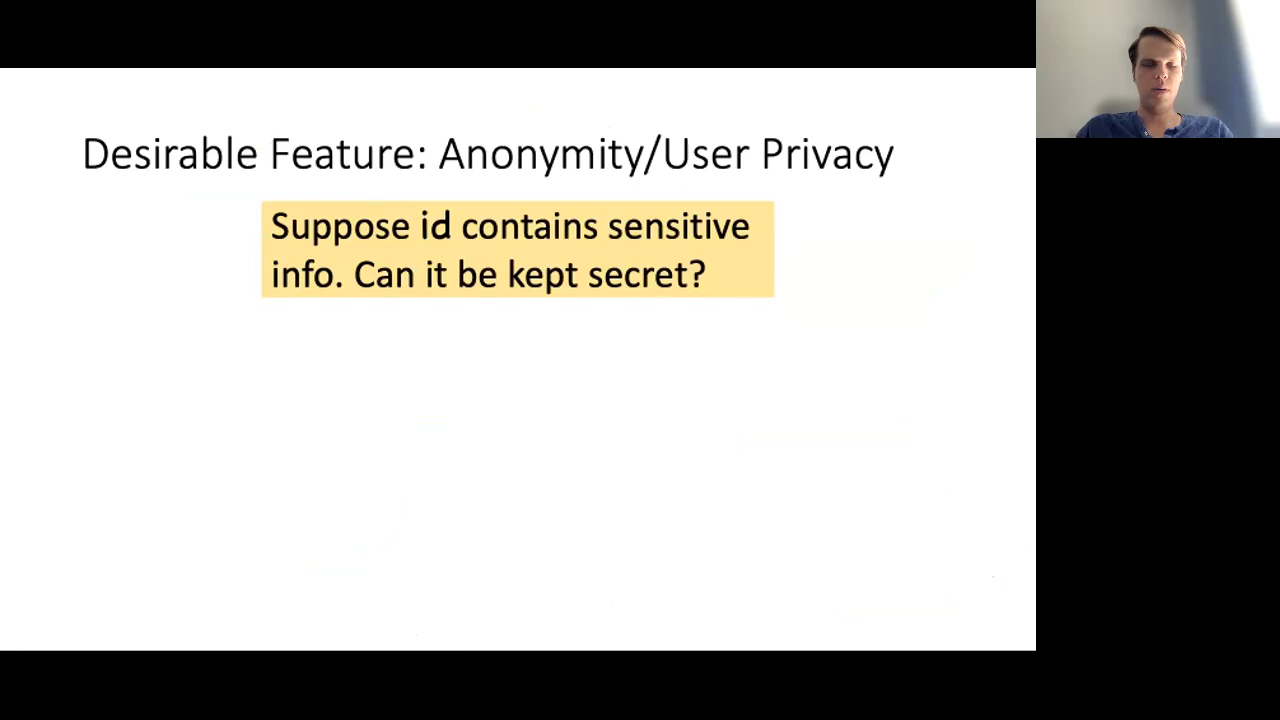 Desirable Feature: Anonymity/User Privacy
Suppose id contains sensitive
info. Can it be kept secret?